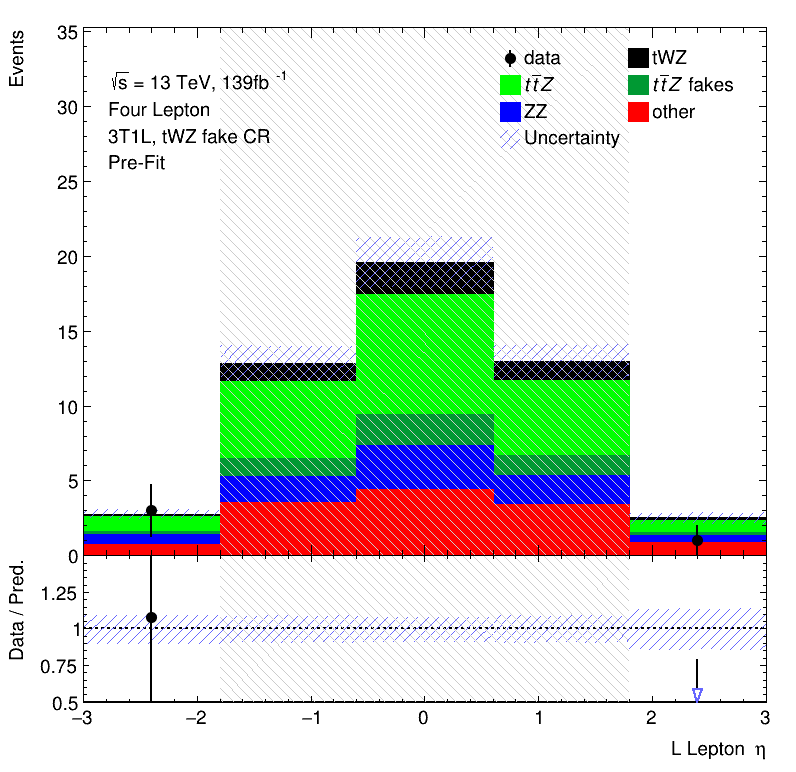 Events
35
30
25
20
15
10
5
0
√s = 13 TeV, 139fb⁻¹
Four Lepton
3T1L, tWZ fake CR
Pre-Fit
data
tWZ
tt̄Z
tt̄Z fakes
ZZ
other
Uncertainty
Data / Pred.
1.25
1
0.75
0.5
−3 −2 −1 0 1 2 3
L Lepton η